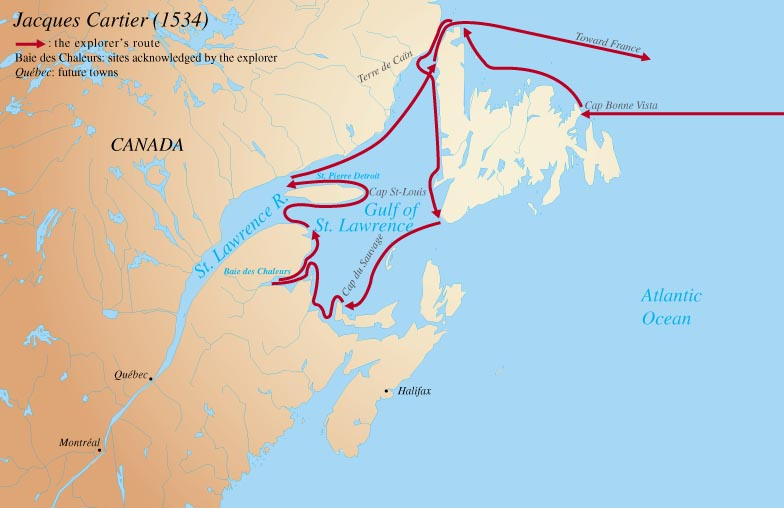 Jacques Cartier (1534)
: the explorer's route
Baie des Chaleurs: sites acknowledged by the explorer
Québec: future towns
Toward France
Terre de Caïn
Cap Bonne Vista
CANADA
St. Pierre Detroit
Cap St-Louis
St. Lawrence R.
Gulf of
St. Lawrence
Cap du Sauvage
Baie des Chaleurs
Atlantic
Ocean
Québec
Halifax
Montréal